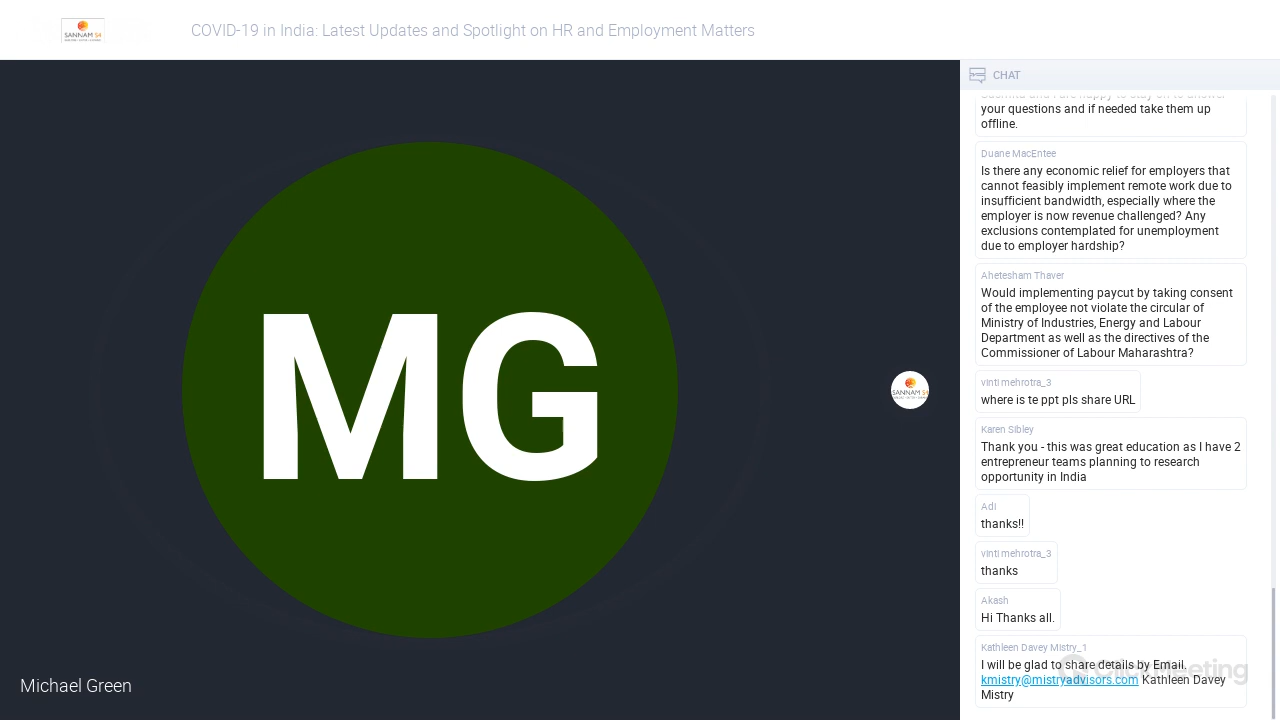 SANNAM S4
COVID-19 in India: Latest Updates and Spotlight on HR and Employment Matters
CHAT
your questions and if needed take them up
offline.
Duane MacEntee
Is there any economic relief for employers that
cannot feasibly implement remote work due to
insufficient bandwidth, especially where the
employer is now revenue challenged? Any
exclusions contemplated for unemployment
due to employer hardship?
Ahetesham Thaver
Would implementing paycut by taking consent
of the employee not violate the circular of
Ministry of Industries, Energy and Labour
Department as well as the directives of the
Commissioner of Labour Maharashtra?
vinti mehrotra_3
where is te ppt pls share URL
Karen Sibley
Thank you - this was great education as I have 2
entrepreneur teams planning to research
opportunity in India
Adi
thanks!!
vinti mehrotra_3
thanks
Akash
Hi Thanks all.
Kathleen Davey Mistry_1
I will be glad to share details by Email.
kmistry@mistryadvisors.com Kathleen Davey
Mistry
ClickMeeting
MG
SANNAM S4
Michael Green